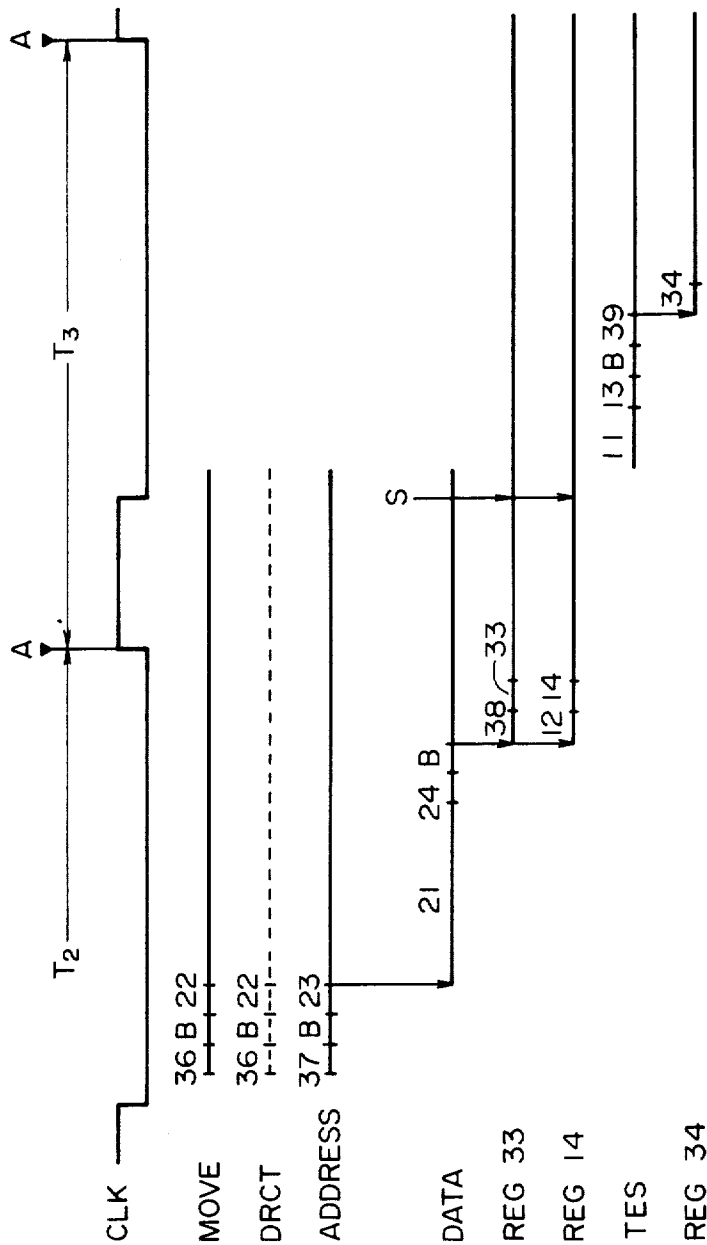 A A
T2 T3
CLK
MOVE 36 B 22
DRCT 36 B 22
ADDRESS 37 B 23
S
DATA 21 24 B
REG 33 38 33
REG 14 12 14
TES 11 13 B 39
REG 34 34